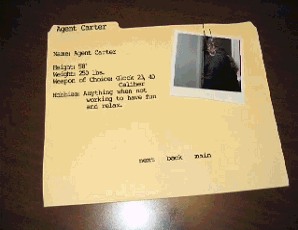 Agent Carter
Name: Agent Carter
Height: 5'8"
Weight: 250 lbs.
Weapon of Choice: Glock 23, 40
Caliber
Hobbies: Anything when not
working to have fun
and relax.
next back main